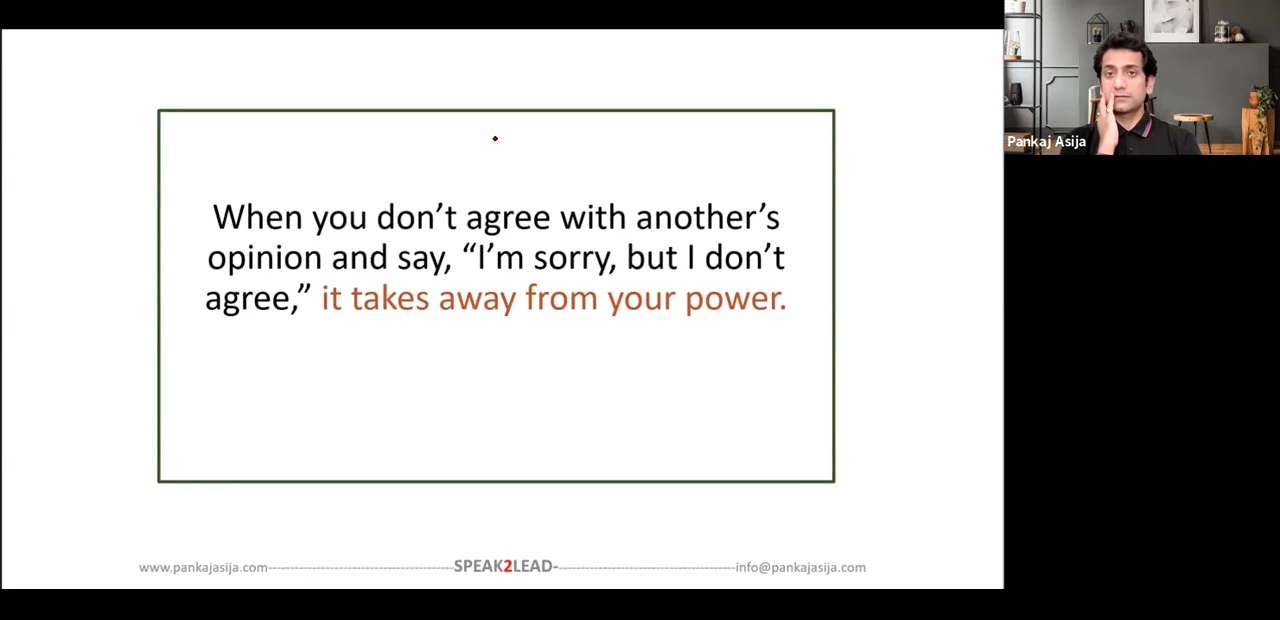 When you don’t agree with another’s
opinion and say, “I’m sorry, but I don’t
agree,” it takes away from your power.
www.pankajasija.com------------------------------------------SPEAK2LEAD-----------------------------------------info@pankajasija.com
Pankaj Asija